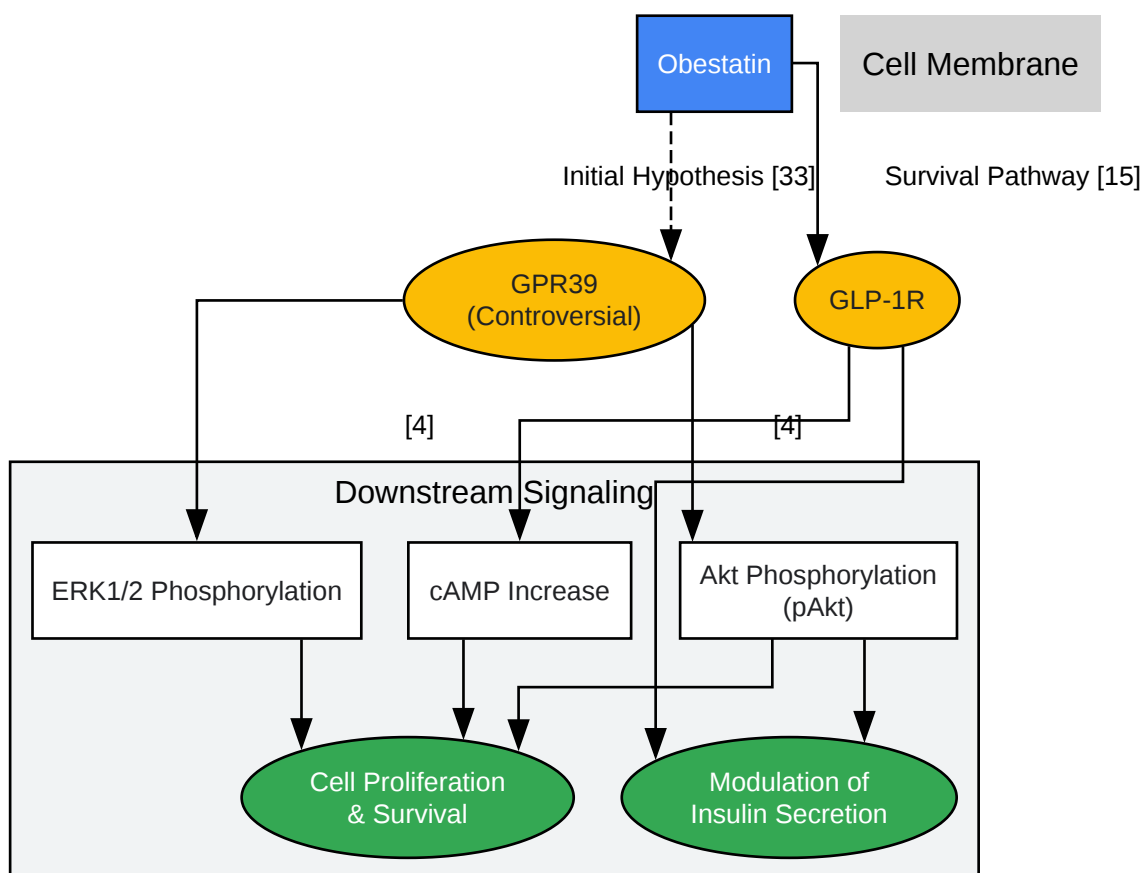 Obestatin
Cell Membrane
Initial Hypothesis [33]
Survival Pathway [15]
GPR39
(Controversial)
GLP-1R
[4]
[4]
Downstream Signaling
ERK1/2 Phosphorylation
cAMP Increase
Akt Phosphorylation
(pAkt)
Cell Proliferation
& Survival
Modulation of
Insulin Secretion